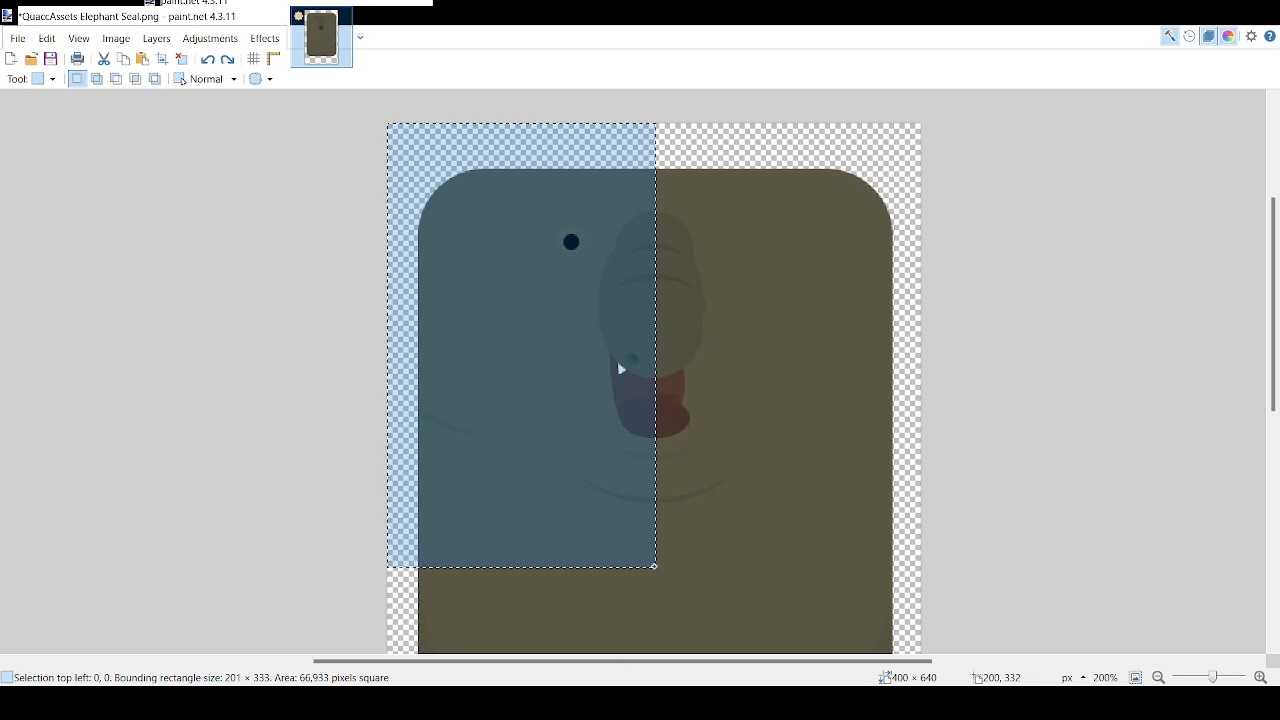 paint.net 4.3.11
*QuaccAssets Elephant Seal.png - paint.net 4.3.11
File Edit View Image Layers Adjustments Effects
Tool: Normal
Selection top left: 0, 0. Bounding rectangle size: 201 × 333. Area: 66,933 pixels square 400 × 640 200, 332 px 200%